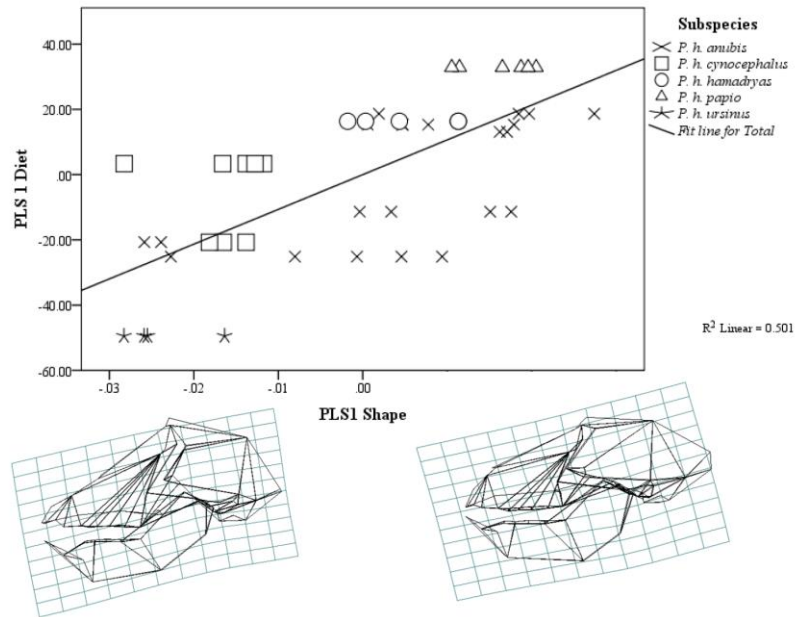 Subspecies
P. h. anubis
P. h. cynocephalus
P. h. hamadryas
P. h. papio
P. h. ursinus
Fit line for Total
PLS 1 Diet
40.00
20.00
.00
-20.00
-40.00
-60.00
-.03
-.02
-.01
.00
PLS1 Shape
R2 Linear = 0.501